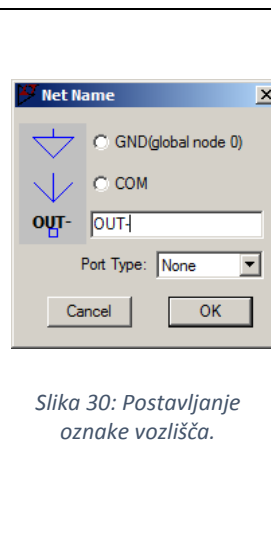 Net Name
GND(global node 0)
COM
OUT-
OUT-
Port Type: None
Cancel OK
Slika 30: Postavljanje
oznake vozlišča.